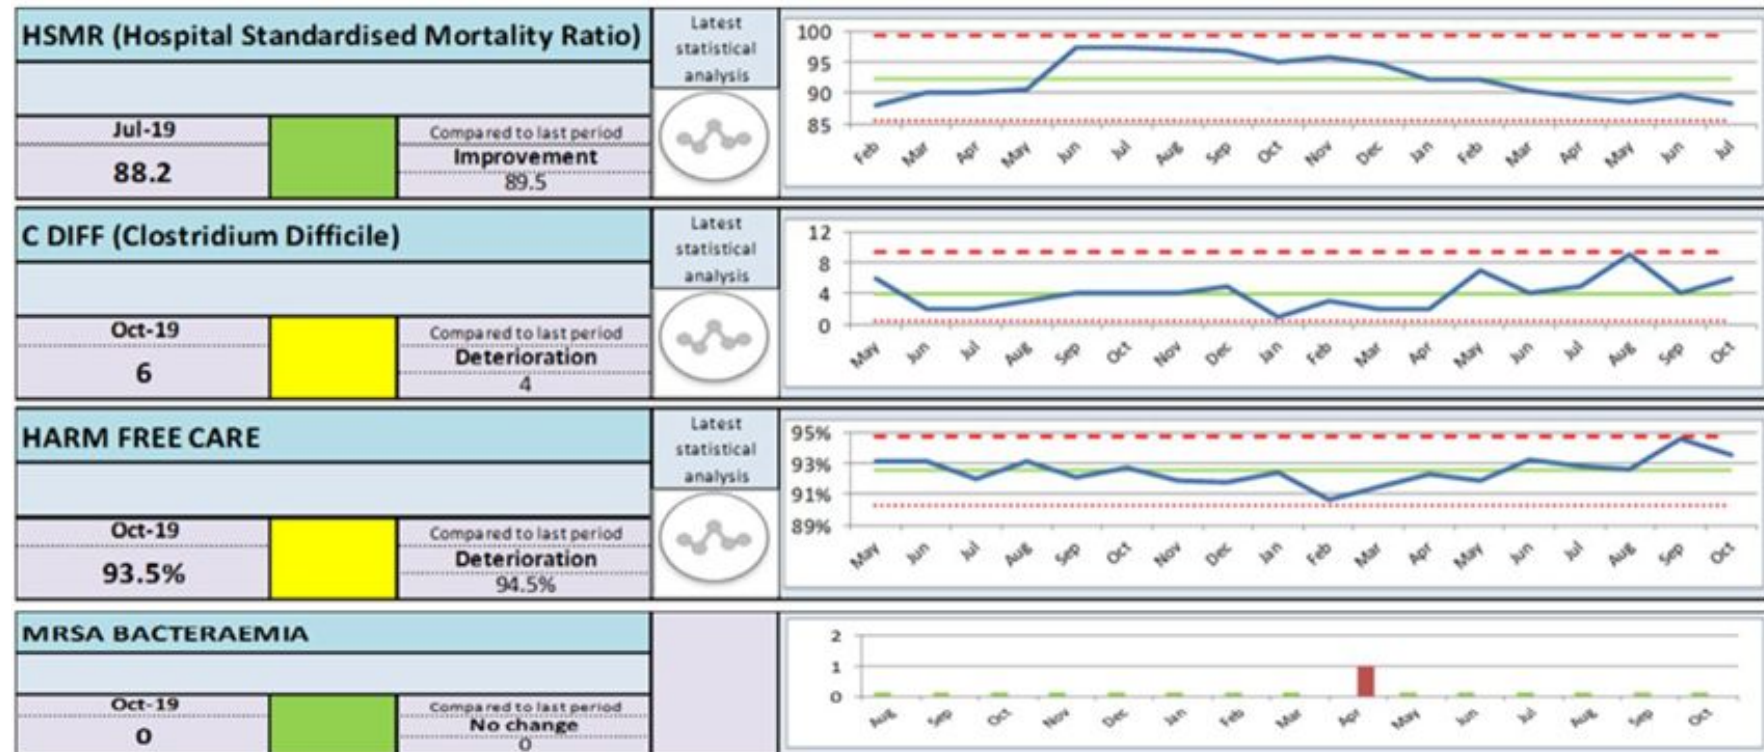 HSMR (Hospital Standardised Mortality Ratio)
Latest
statistical
analysis
Jul-19
88.2
Compared to last period
Improvement
89.5
100
95
90
85
Feb Mar Apr May Jun Jul Aug Sep Oct Nov Dec Jan Feb Mar Apr May Jun Jul
C DIFF (Clostridium Difficile)
Latest
statistical
analysis
Oct-19
6
Compared to last period
Deterioration
4
12
8
4
0
May Jun Jul Aug Sep Oct Nov Dec Jan Feb Mar Apr May Jun Jul Aug Sep Oct
HARM FREE CARE
Latest
statistical
analysis
Oct-19
93.5%
Compared to last period
Deterioration
94.5%
95%
93%
91%
89%
May Jun Jul Aug Sep Oct Nov Dec Jan Feb Mar Apr May Jun Jul Aug Sep Oct
MRSA BACTERAEMIA
Oct-19
0
Compared to last period
No change
0
2
1
0
Aug Sep Oct Nov Dec Jan Feb Mar Apr May Jun Jul Aug Sep Oct